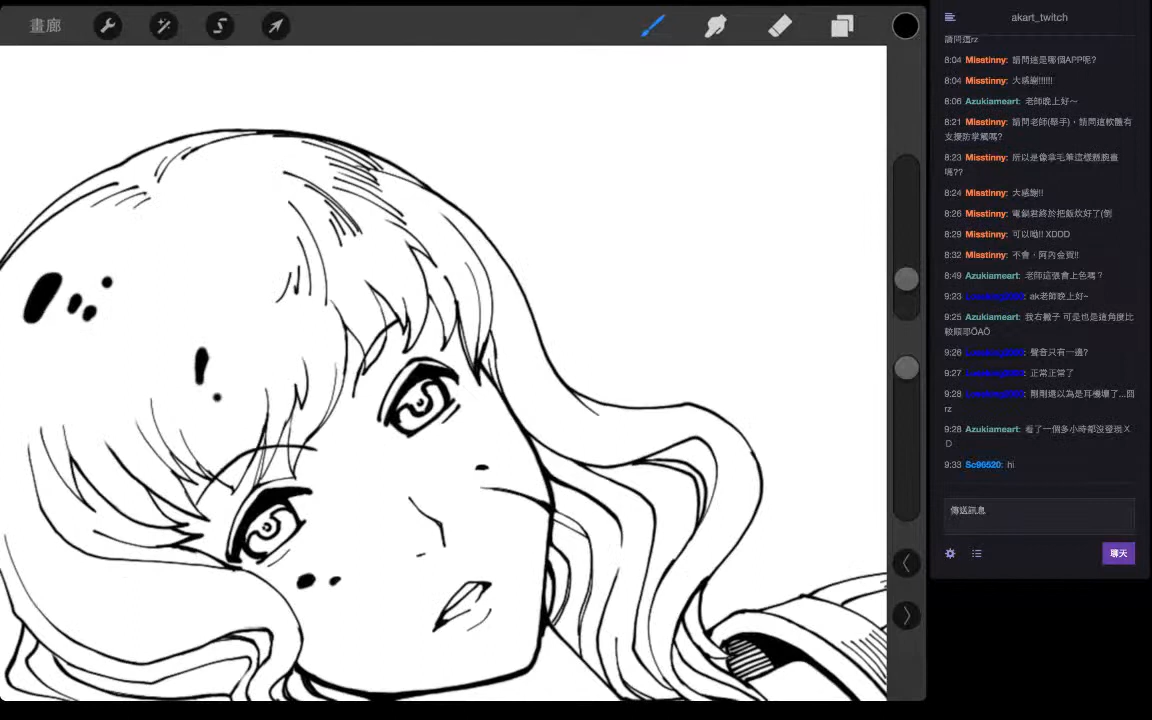 畫廊
akart_twitch
請問這rz
8:04 Misstinny: 請問這是哪個APP呢?
8:04 Misstinny: 大感謝!!!!!!
8:06 Azukiameart: 老師晚上好～
8:21 Misstinny: 請問老師(舉手)，請問這軟體有
支援防掌觸嗎?
8:23 Misstinny: 所以是像拿毛筆這樣懸腕畫
嗎??
8:24 Misstinny: 大感謝!!
8:26 Misstinny: 電鍋君終於把飯炊好了(倒
8:29 Misstinny: 可以呦!! XDDD
8:32 Misstinny: 不會，阿內金賀!!
8:49 Azukiameart: 老師這張會上色嗎？
9:23 : ak老師晚上好~
9:25 Azukiameart: 我右撇子 可是也是這角度比
較順耶ÖAÖ
9:26 : 聲音只有一邊?
9:27 : 正常正常了
9:28 : 剛剛還以為是耳機壞了...囧
rz
9:28 Azukiameart: 看了一個多小時都沒發現Ｘ
Ｄ
9:33 Sc96520: hi
傳送訊息
聊天